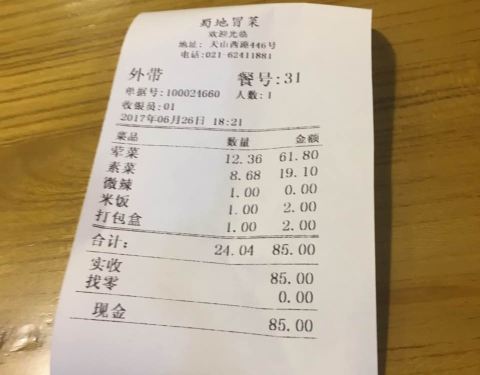 蜀地冒菜
欢迎光临
地址: 天山西路446号
电话:021-62411881
外带 餐号:31
单据号:100024660 人数:1
收银员:01
2017年06月26日 18:21
菜品 数量 金额
荤菜 12.36 61.80
素菜 8.68 19.10
微辣 1.00 0.00
米饭 1.00 2.00
打包盒 1.00 2.00
合计: 24.04 85.00
实收 85.00
找零 0.00
现金 85.00